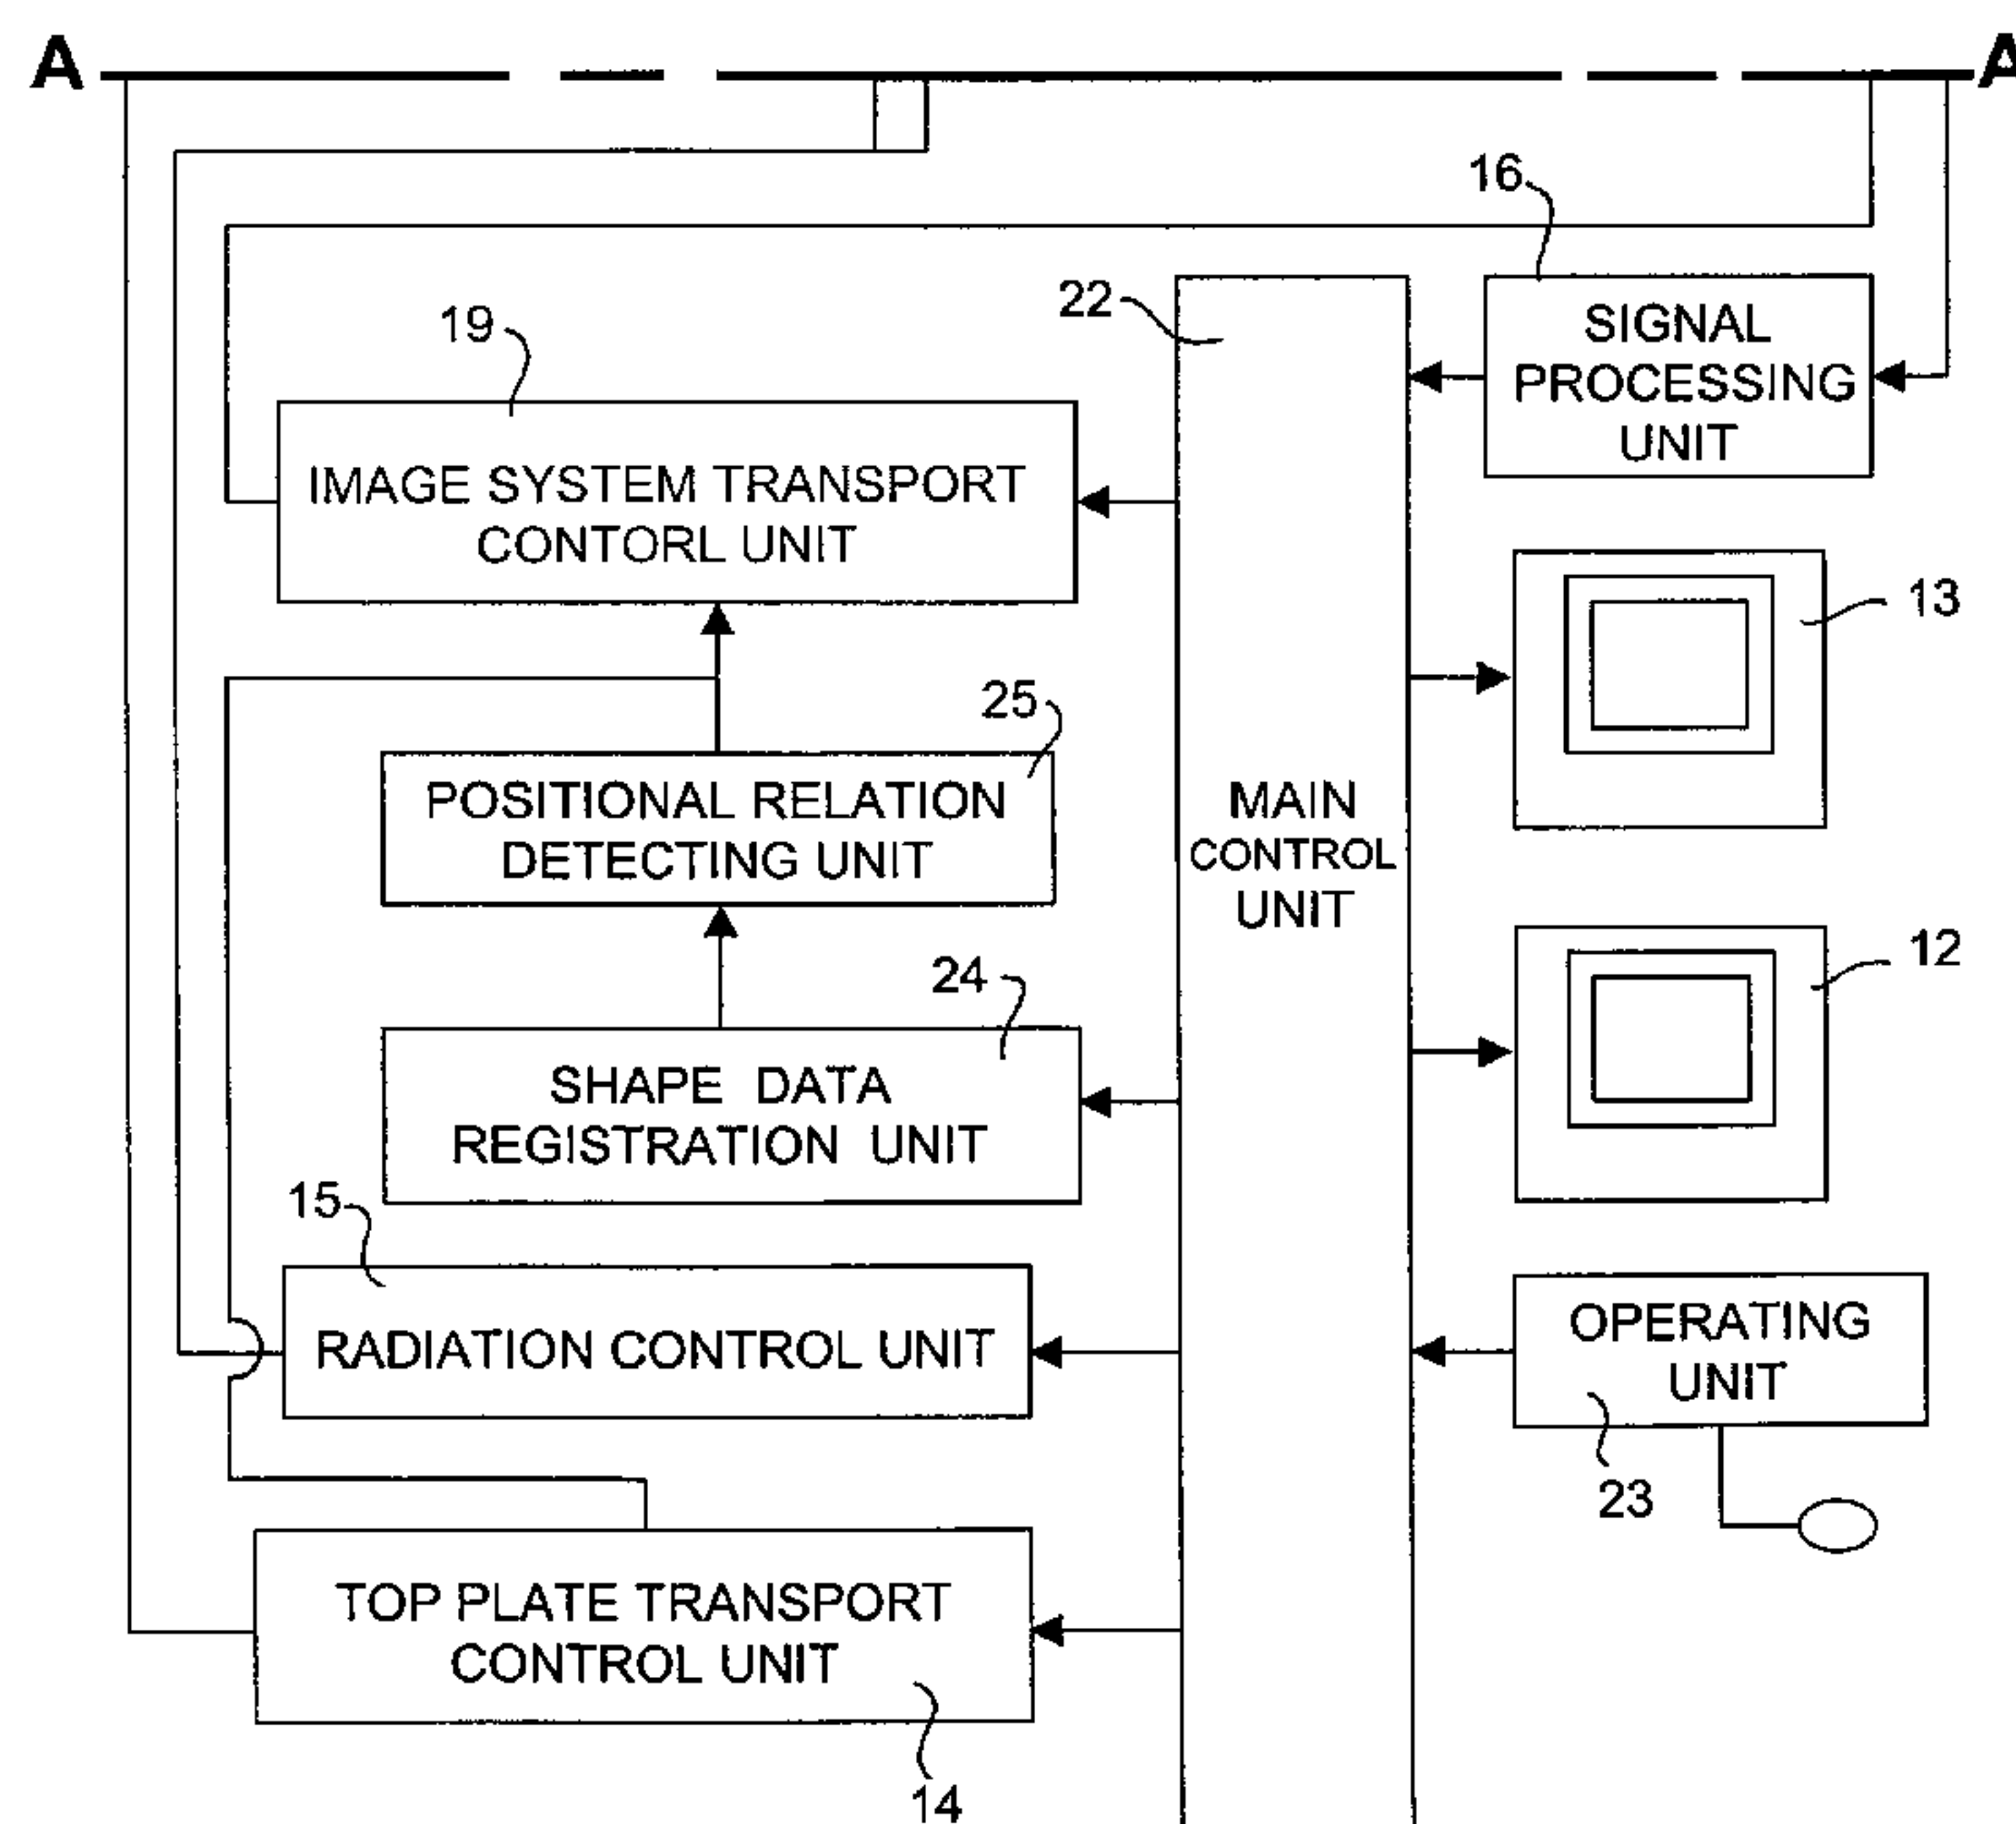 A A
16
22
SIGNAL
PROCESSING
UNIT
19
IMAGE SYSTEM TRANSPORT
CONTORL UNIT
13
25
POSITIONAL RELATION
DETECTING UNIT
MAIN
CONTROL
UNIT
12
24
SHAPE DATA
REGISTRATION UNIT
15
RADIATION CONTROL UNIT
OPERATING
UNIT
23
TOP PLATE TRANSPORT
CONTROL UNIT
14